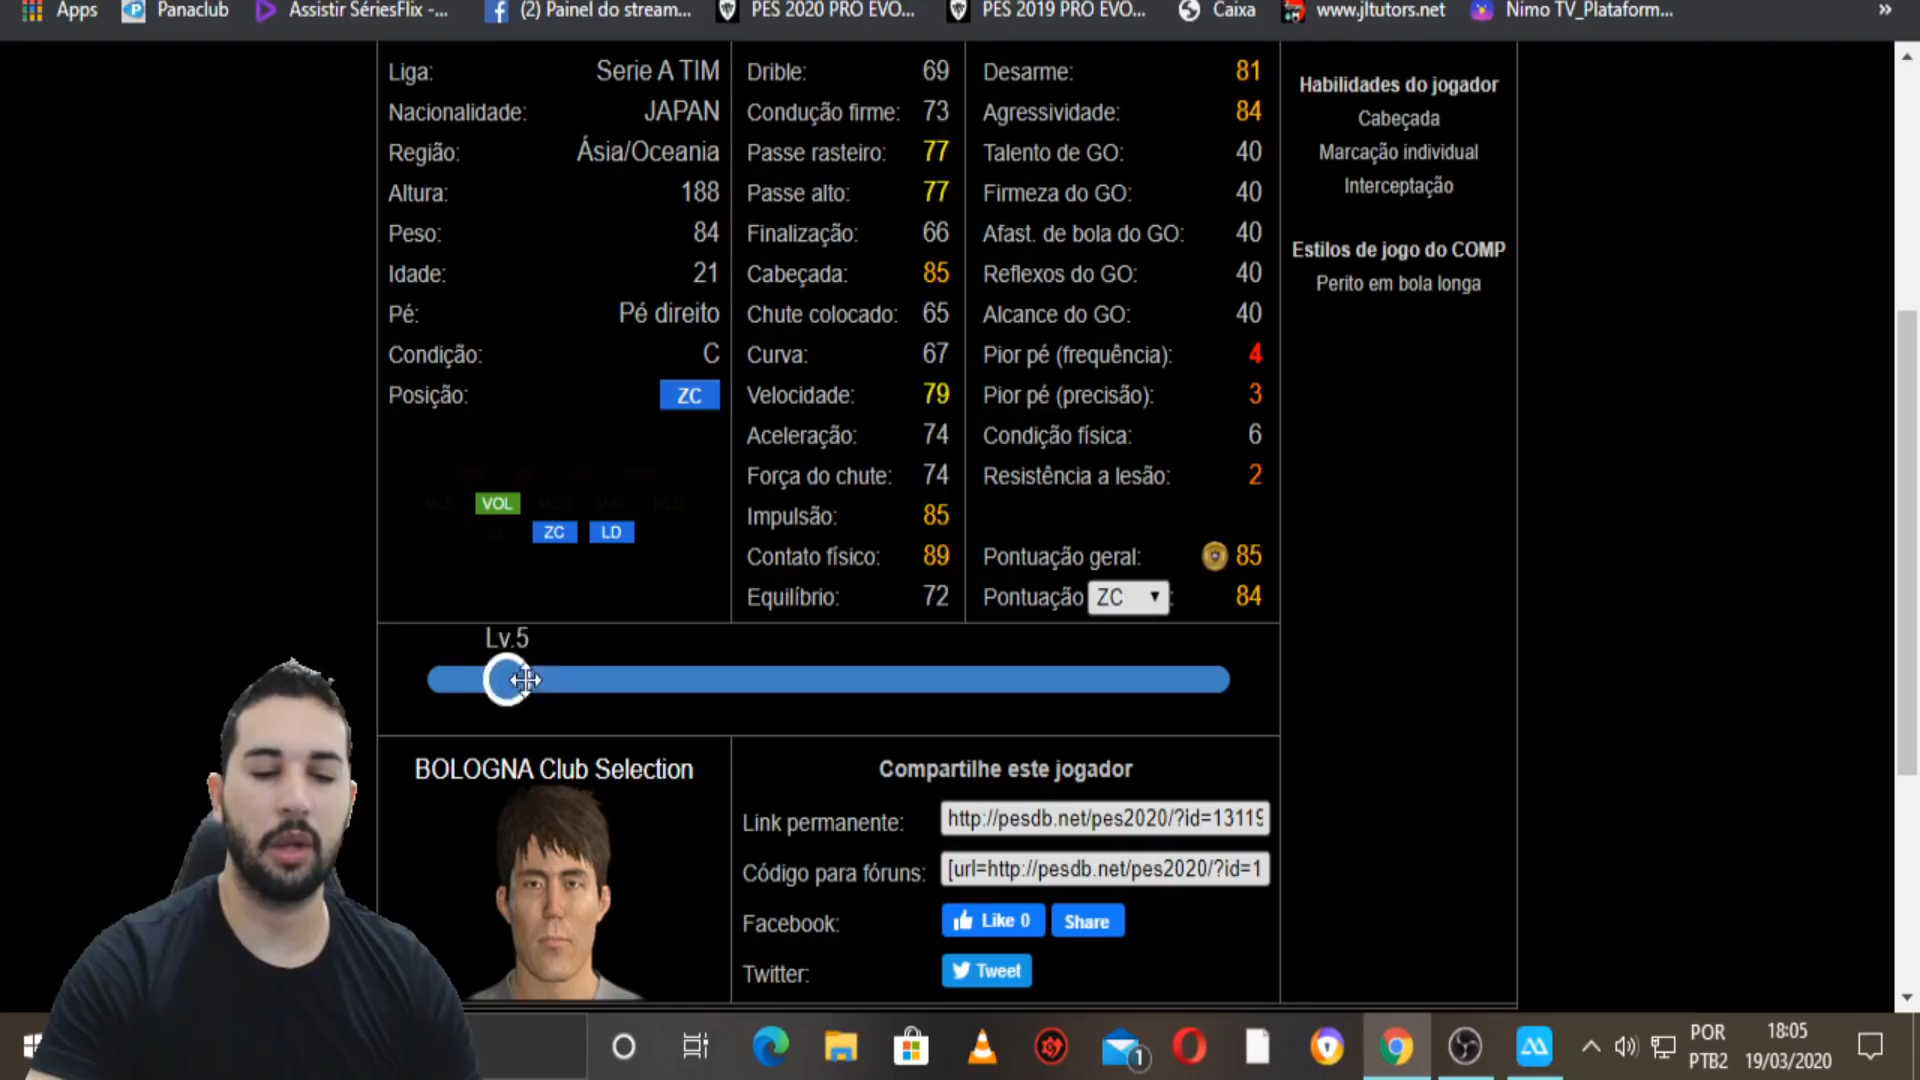 Apps Panaclub Assistir SériesFlix -... (2) Painel do stream... PES 2020 PRO EVO... PES 2019 PRO EVO... Caixa www.jltutors.net Nimo TV_Plataform... »
Liga: Serie A TIM
Nacionalidade: JAPAN
Região: Ásia/Oceania
Altura: 188
Peso: 84
Idade: 21
Pé: Pé direito
Condição: C
Posição: ZC
VOL
ZC LD
Drible: 69
Condução firme: 73
Passe rasteiro: 77
Passe alto: 77
Finalização: 66
Cabeçada: 85
Chute colocado: 65
Curva: 67
Velocidade: 79
Aceleração: 74
Força do chute: 74
Impulsão: 85
Contato físico: 89
Equilíbrio: 72
Desarme: 81
Agressividade: 84
Talento de GO: 40
Firmeza do GO: 40
Afast. de bola do GO: 40
Reflexos do GO: 40
Alcance do GO: 40
Pior pé (frequência): 4
Pior pé (precisão): 3
Condição física: 6
Resistência a lesão: 2
Pontuação geral: 85
Pontuação ZC : 84
Habilidades do jogador
Cabeçada
Marcação individual
Interceptação
Estilos de jogo do COMP
Perito em bola longa
Lv.5
BOLOGNA Club Selection
Compartilhe este jogador
Link permanente: http://pesdb.net/pes2020/?id=13119
Código para fóruns: [url=http://pesdb.net/pes2020/?id=1
Facebook: Like 0 Share
Twitter: Tweet
1
POR
PTB2
18:05
19/03/2020